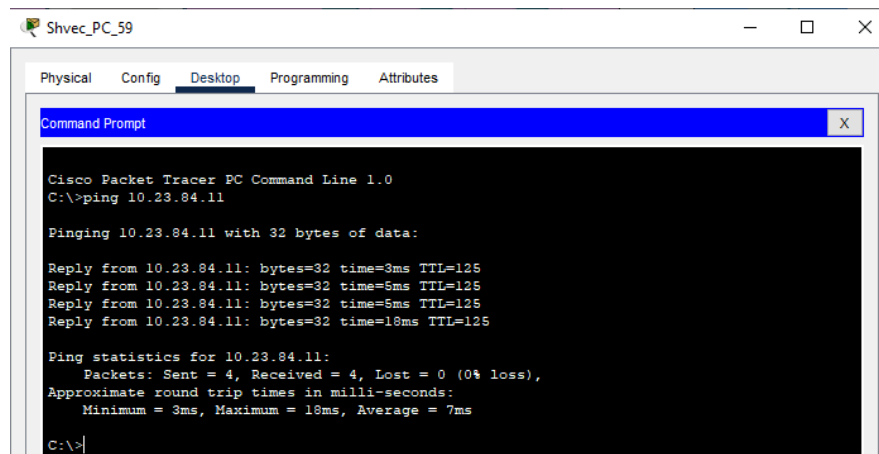 Shvec_PC_59
Physical Config Desktop Programming Attributes
Command Prompt
X
Cisco Packet Tracer PC Command Line 1.0
C:\>ping 10.23.84.11
Pinging 10.23.84.11 with 32 bytes of data:
Reply from 10.23.84.11: bytes=32 time=3ms TTL=125
Reply from 10.23.84.11: bytes=32 time=5ms TTL=125
Reply from 10.23.84.11: bytes=32 time=5ms TTL=125
Reply from 10.23.84.11: bytes=32 time=18ms TTL=125
Ping statistics for 10.23.84.11:
Packets: Sent = 4, Received = 4, Lost = 0 (0% loss),
Approximate round trip times in milli-seconds:
Minimum = 3ms, Maximum = 18ms, Average = 7ms
C:\>